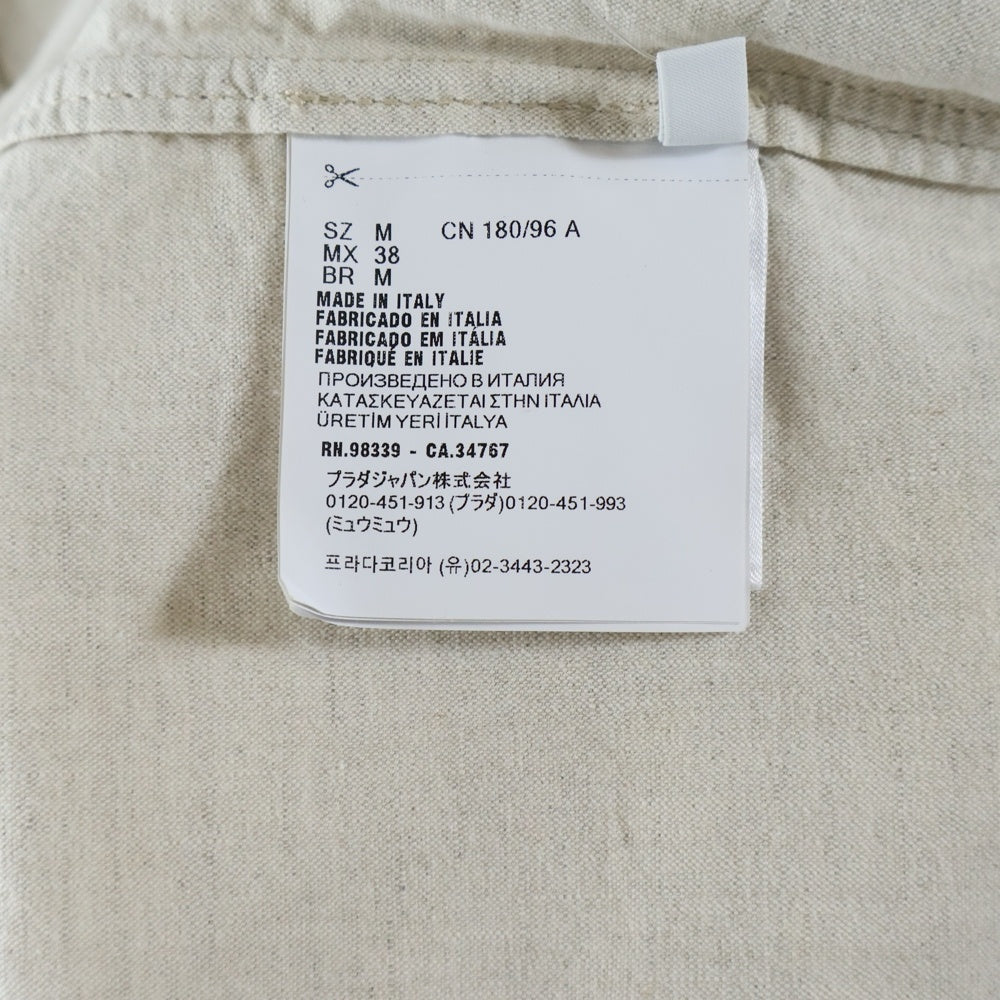 SZ M CN 180/96 A
MX 38
BR M
MADE IN ITALY
FABRICADO EN ITALIA
FABRICADO EM ITÁLIA
FABRIQUÉ EN ITALIE
ПРОИЗВЕДЕНО В ИТАЛИЯ
ΚΑΤΑΣΚΕΥΑΖΕΤΑΙ ΣΤΗΝ ΙΤΑΛΙΑ
ÜRETİM YERİ İTALYA
RN.98339 - CA.34767
プラダジャパン株式会社
0120-451-913 (プラダ)0120-451-993
(ミュウミュウ)
프라다코리아 (유)02-3443-2323